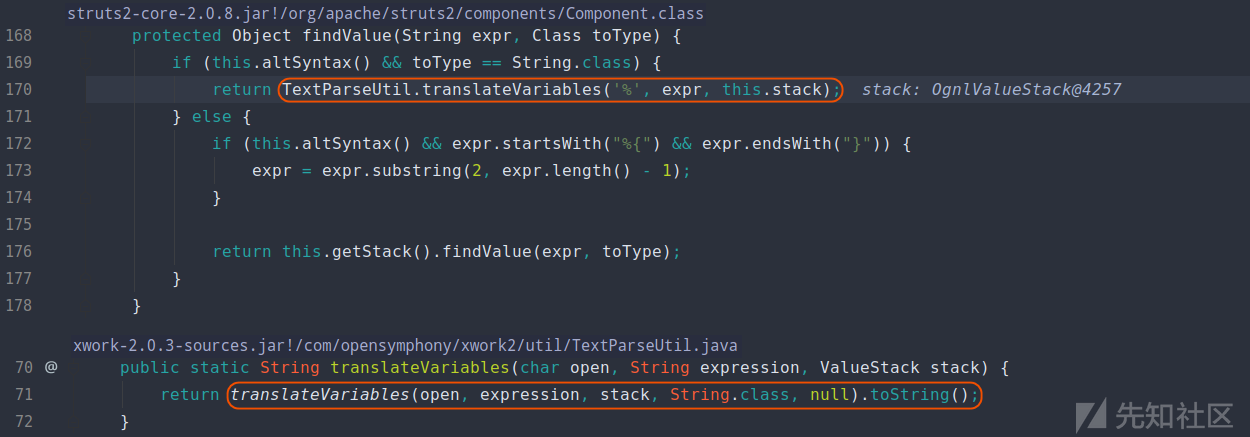 struts2-core-2.0.8.jar!/org/apache/struts2/components/Component.class
168 protected Object findValue(String expr, Class toType) {
169 if (this.altSyntax() && toType == String.class) {
170 return TextParseUtil.translateVariables('%', expr, this.stack); stack: OgnlValueStack@4257
171 } else {
172 if (this.altSyntax() && expr.startsWith("%{") && expr.endsWith("}")) {
173 expr = expr.substring(2, expr.length() - 1);
174 }
175
176 return this.getStack().findValue(expr, toType);
177 }
178 }
xwork-2.0.3-sources.jar!/com/opensymphony/xwork2/util/TextParseUtil.java
70 @ public static String translateVariables(char open, String expression, ValueStack stack) {
71 return translateVariables(open, expression, stack, String.class, null).toString();
72 }
先知社区